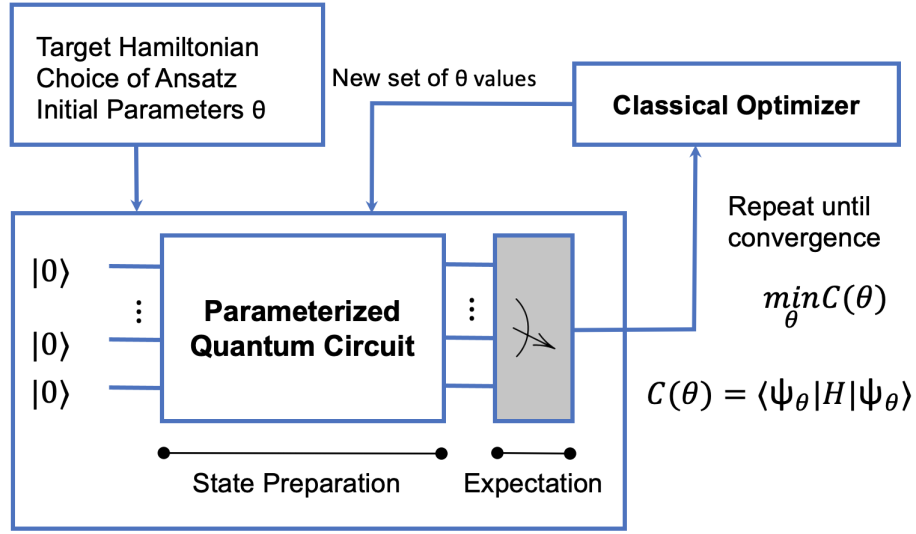 Target Hamiltonian
Choice of Ansatz
Initial Parameters θ
New set of θ values
Classical Optimizer
Repeat until
convergence
min C(θ)
θ
C(θ) = ⟨ψθ|H|ψθ⟩
|0⟩
⋮
|0⟩
|0⟩
Parameterized
Quantum Circuit
⋮
State Preparation
Expectation